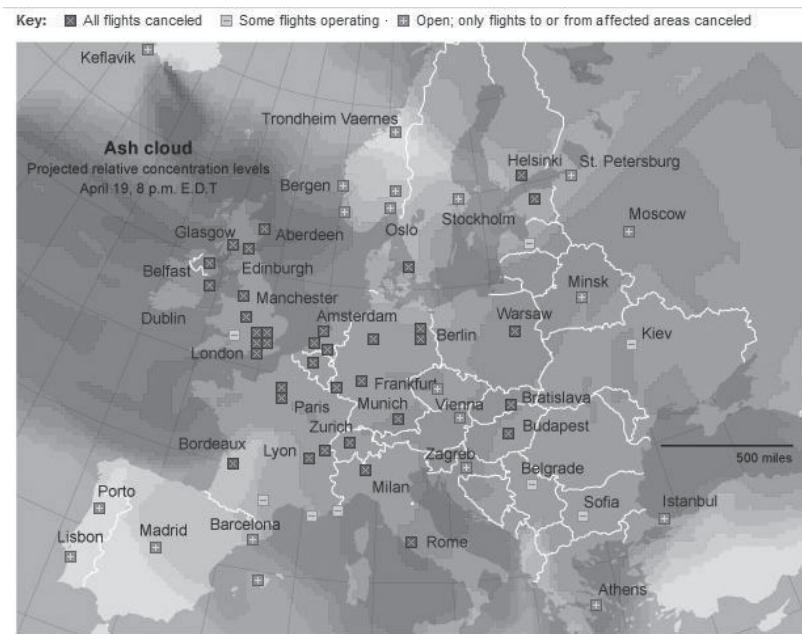 Key: All flights canceled Some flights operating · Open; only flights to or from affected areas canceled
Keflavik
Trondheim Vaernes
Ash cloud
Projected relative concentration levels
April 19, 8 p.m. E.D.T
Helsinki
St. Petersburg
Bergen
Stockholm
Moscow
Oslo
Glasgow
Aberdeen
Belfast
Edinburgh
Minsk
Manchester
Dublin
Amsterdam
Warsaw
Berlin
Kiev
London
Frankfurt
Paris
Munich
Vienna
Bratislava
Zurich
Budapest
Bordeaux
Lyon
Zagreb
500 miles
Milan
Belgrade
Porto
Sofia
Istanbul
Lisbon
Madrid
Barcelona
Rome
Athens